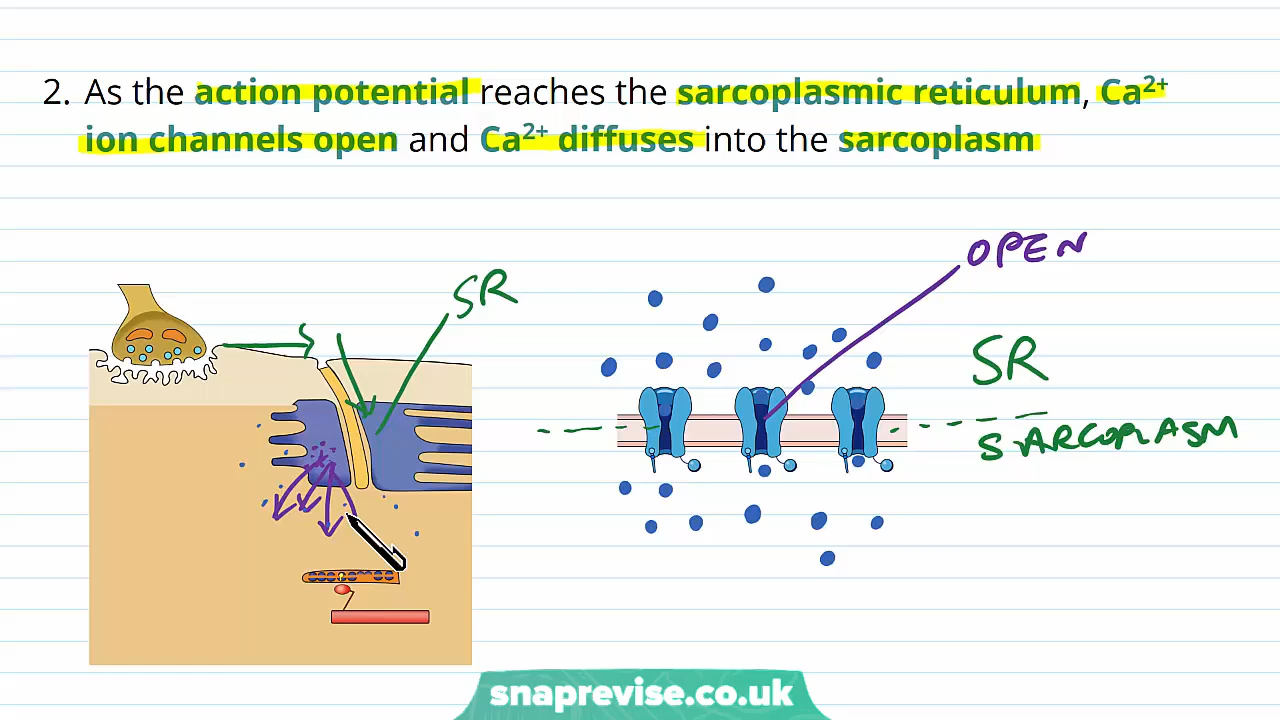 2. As the action potential reaches the sarcoplasmic reticulum, Ca2+
ion channels open and Ca2+ diffuses into the sarcoplasm
OPEN
SR
SR
SARCOPLASM
snaprevise.co.uk